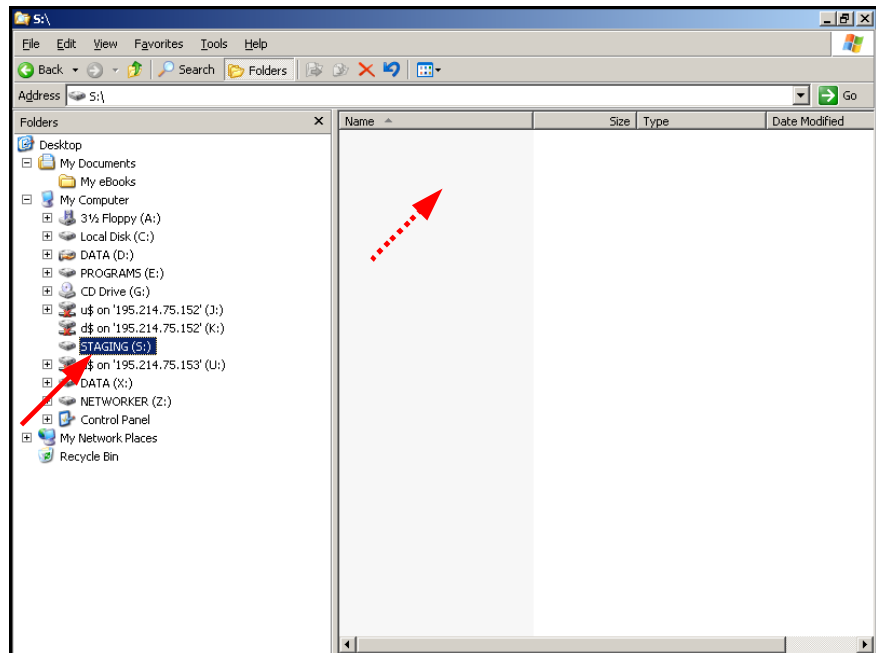 S:\
File Edit View Favorites Tools Help
Back Search Folders
Address S:\ Go
Folders
Name Size Type Date Modified
Desktop
My Documents
My eBooks
My Computer
3½ Floppy (A:)
Local Disk (C:)
DATA (D:)
PROGRAMS (E:)
CD Drive (G:)
u$ on '195.214.75.152' (J:)
d$ on '195.214.75.152' (K:)
STAGING (S:)
$ on '195.214.75.153' (U:)
DATA (X:)
NETWORKER (Z:)
Control Panel
My Network Places
Recycle Bin